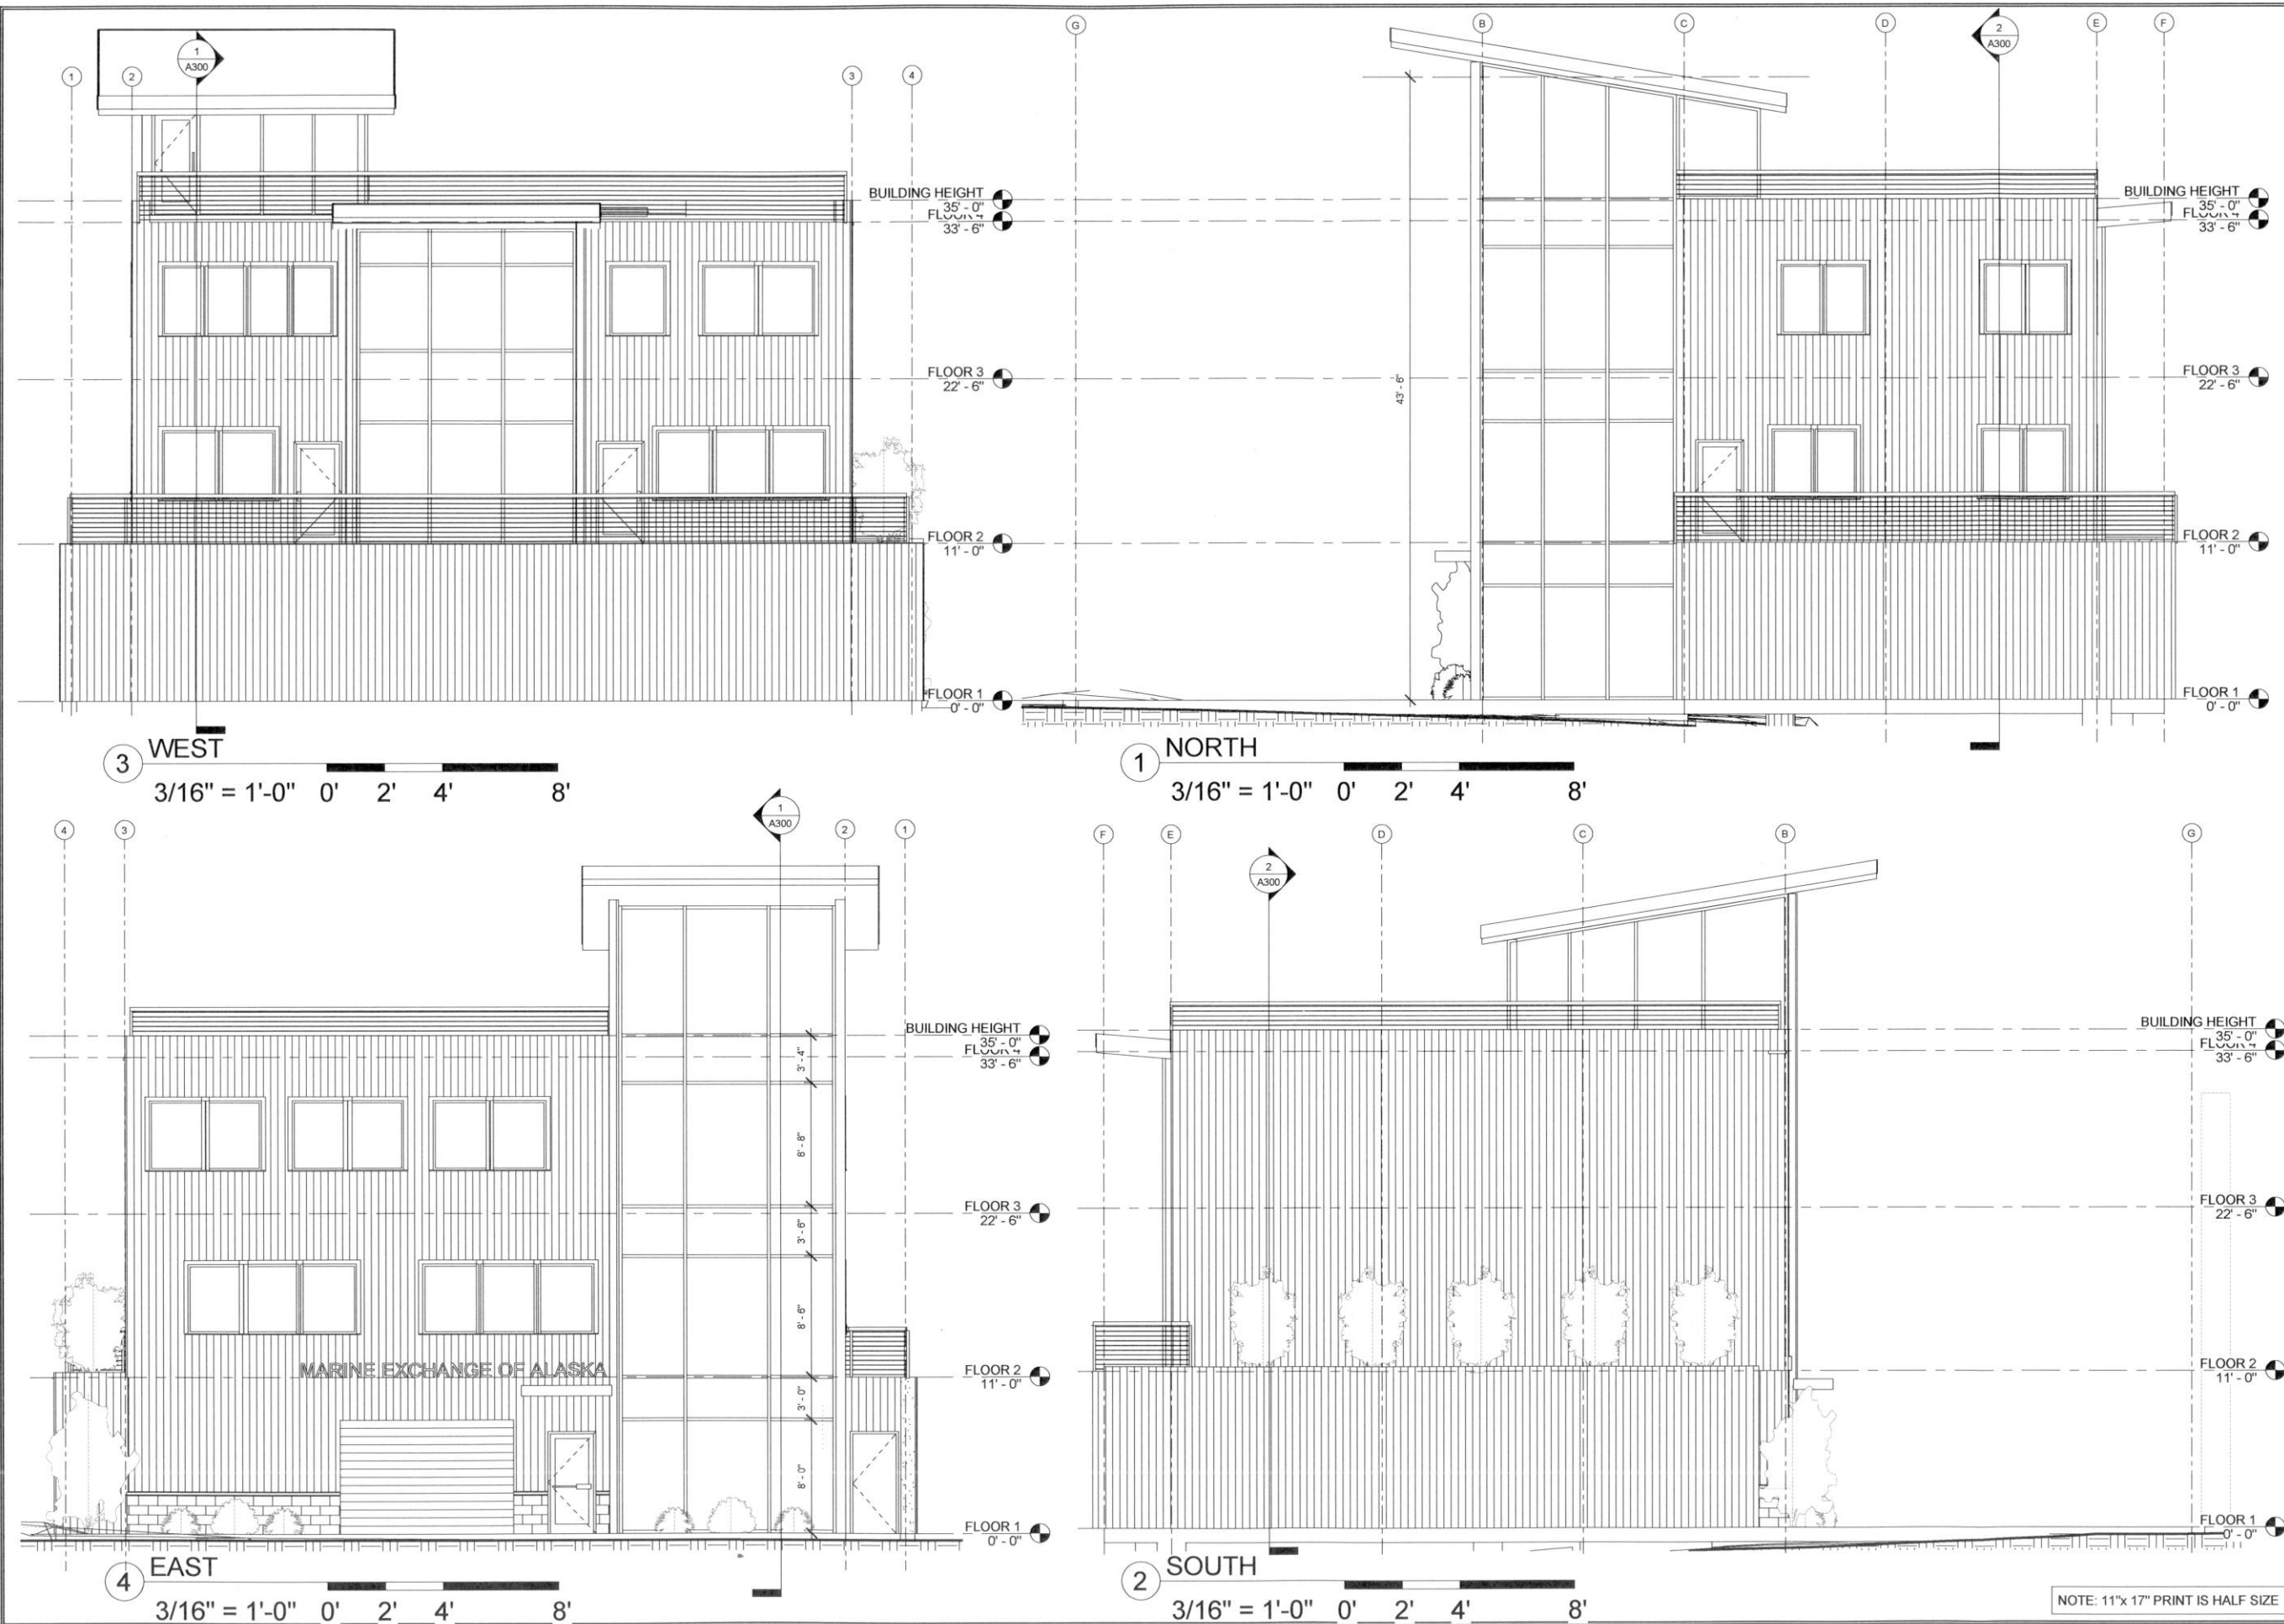 1
A300
1
2
3
4
BUILDING HEIGHT
35' - 0"
FLOOR 4
33' - 6"
FLOOR 3
22' - 6"
FLOOR 2
11' - 0"
FLOOR 1
0' - 0"
3 WEST
3/16" = 1'-0" 0' 2' 4' 8'
G
B
C
D
2
A300
E
F
43' - 6"
BUILDING HEIGHT
35' - 0"
FLOOR 4
33' - 6"
FLOOR 3
22' - 6"
FLOOR 2
11' - 0"
FLOOR 1
0' - 0"
1 NORTH
3/16" = 1'-0" 0' 2' 4' 8'
4
3
1
A300
2
1
BUILDING HEIGHT
35' - 0"
FLOOR 4
33' - 6"
3' - 4"
8' - 8"
FLOOR 3
22' - 6"
3' - 6"
8' - 6"
MARINE EXCHANGE OF ALASKA
FLOOR 2
11' - 0"
3' - 0"
8' - 0"
FLOOR 1
0' - 0"
4 EAST
3/16" = 1'-0" 0' 2' 4' 8'
F
E
2
A300
D
C
B
G
BUILDING HEIGHT
35' - 0"
FLOOR 4
33' - 6"
FLOOR 3
22' - 6"
FLOOR 2
11' - 0"
FLOOR 1
0' - 0"
2 SOUTH
3/16" = 1'-0" 0' 2' 4' 8'
NOTE: 11"x 17" PRINT IS HALF SIZE